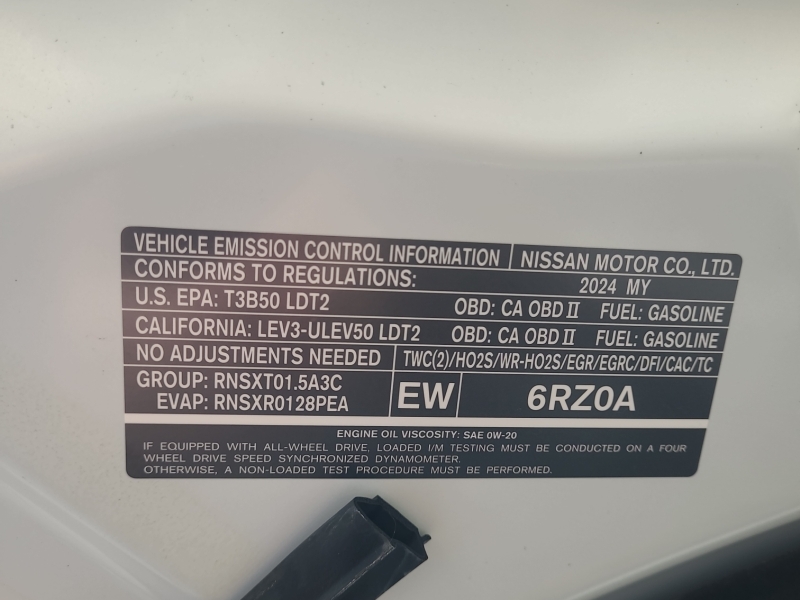 VEHICLE EMISSION CONTROL INFORMATION NISSAN MOTOR CO., LTD.
CONFORMS TO REGULATIONS: 2024 MY
U.S. EPA: T3B50 LDT2 OBD: CA OBD II FUEL: GASOLINE
CALIFORNIA: LEV3-ULEV50 LDT2 OBD: CA OBD II FUEL: GASOLINE
NO ADJUSTMENTS NEEDED TWC(2)/HO2S/WR-HO2S/EGR/EGRC/DFI/CAC/TC
GROUP: RNSXT01.5A3C
EVAP: RNSXR0128PEA EW 6RZ0A
ENGINE OIL VISCOSITY: SAE 0W-20
IF EQUIPPED WITH ALL-WHEEL DRIVE, LOADED I/M TESTING MUST BE CONDUCTED ON A FOUR
WHEEL DRIVE SPEED SYNCHRONIZED DYNAMOMETER.
OTHERWISE, A NON-LOADED TEST PROCEDURE MUST BE PERFORMED.